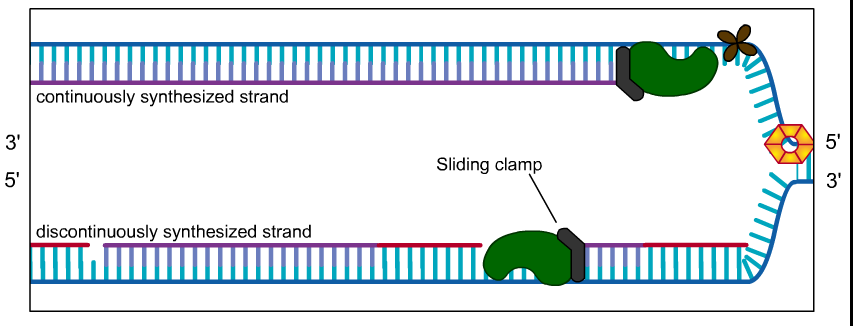 continuously synthesized strand
3'
5'
5'
3'
Sliding clamp
discontinuously synthesized strand